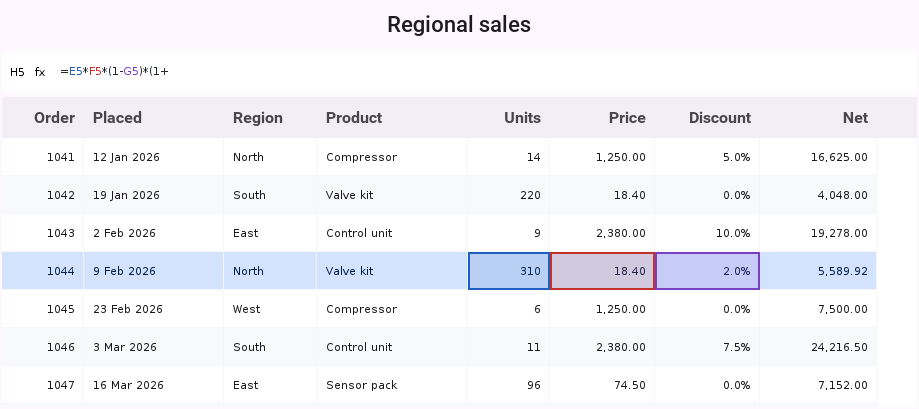 Regional sales
H5 fx =E5*F5*(1-G5)*(1+
Order Placed Region Product Units Price Discount Net
1041 12 Jan 2026 North Compressor 14 1,250.00 5.0% 16,625.00
1042 19 Jan 2026 South Valve kit 220 18.40 0.0% 4,048.00
1043 2 Feb 2026 East Control unit 9 2,380.00 10.0% 19,278.00
1044 9 Feb 2026 North Valve kit 310 18.40 2.0% 5,589.92
1045 23 Feb 2026 West Compressor 6 1,250.00 0.0% 7,500.00
1046 3 Mar 2026 South Control unit 11 2,380.00 7.5% 24,216.50
1047 16 Mar 2026 East Sensor pack 96 74.50 0.0% 7,152.00